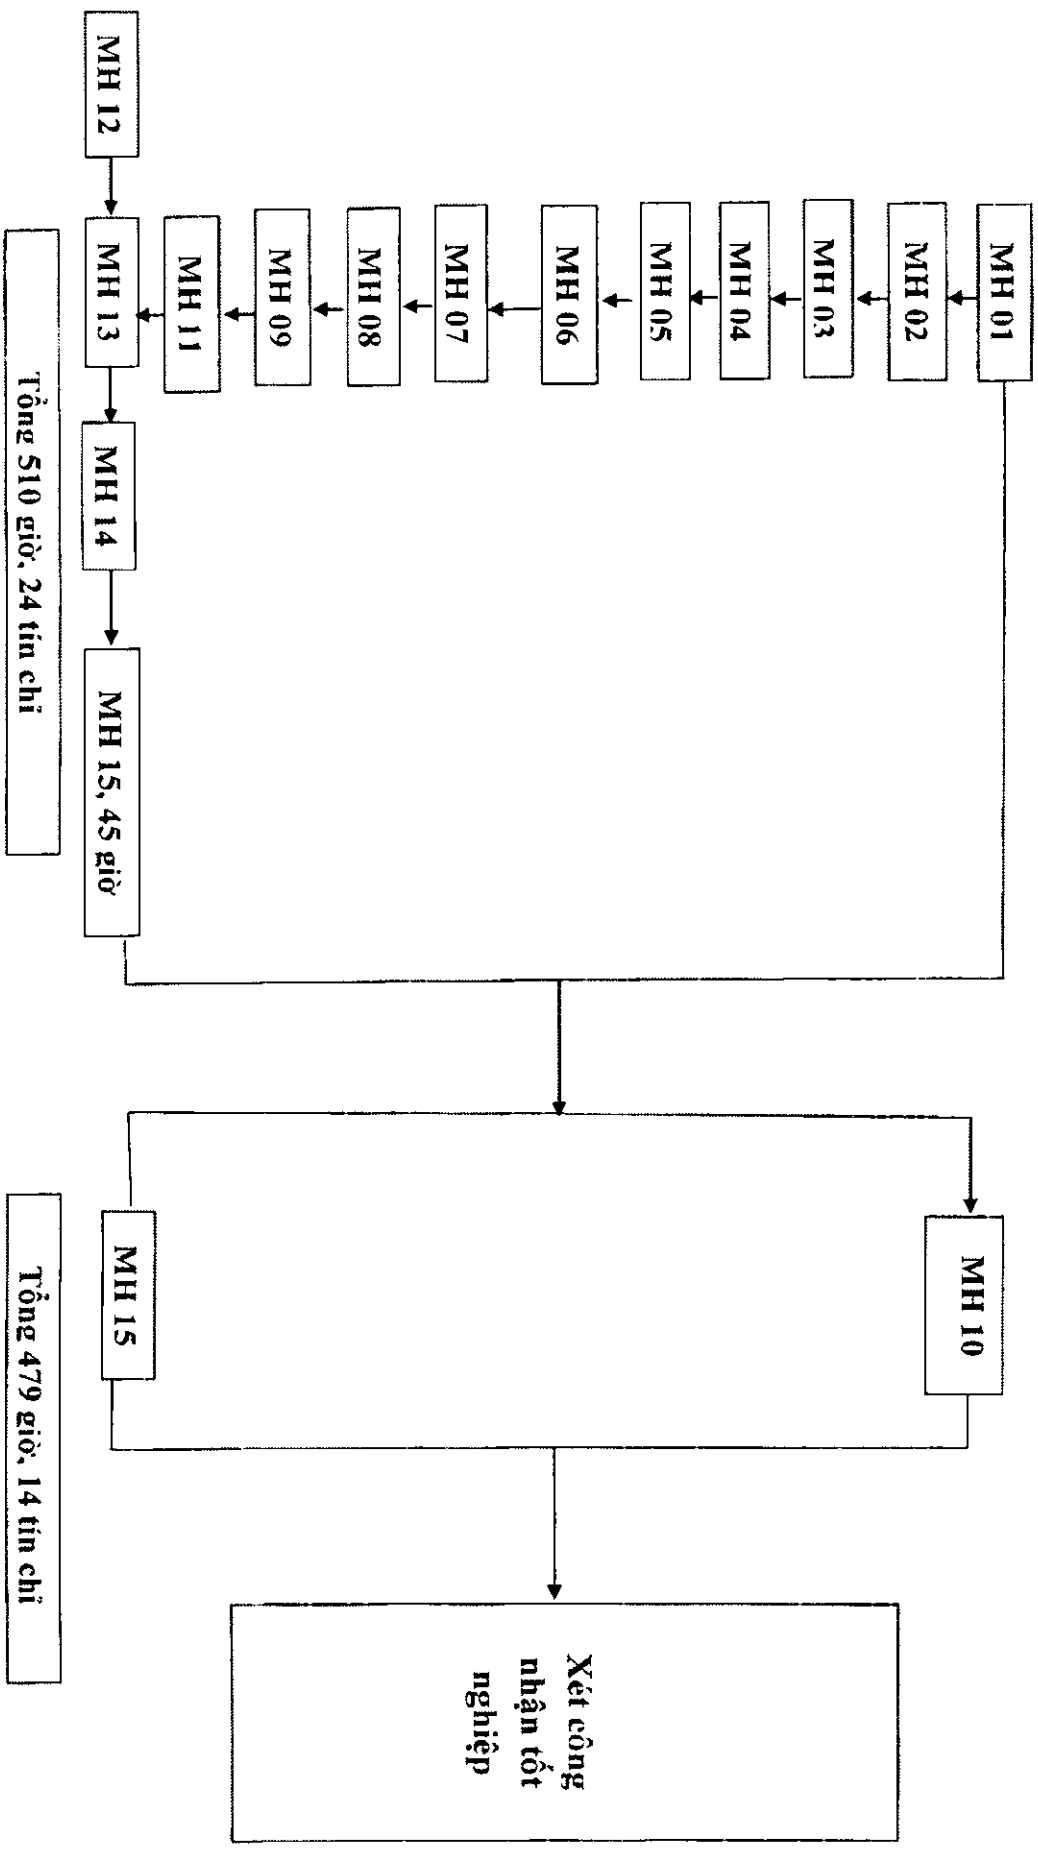 MH 01
MH 02
MH 03
MH 04
MH 05
MH 06
MH 07
MH 08
MH 09
MH 11
MH 12
MH 13
MH 14
MH 15, 45 giờ
Tổng 510 giờ, 24 tín chỉ
MH 10
MH 15
Tổng 479 giờ, 14 tín chỉ
Xét công
nhận tốt
nghiệp